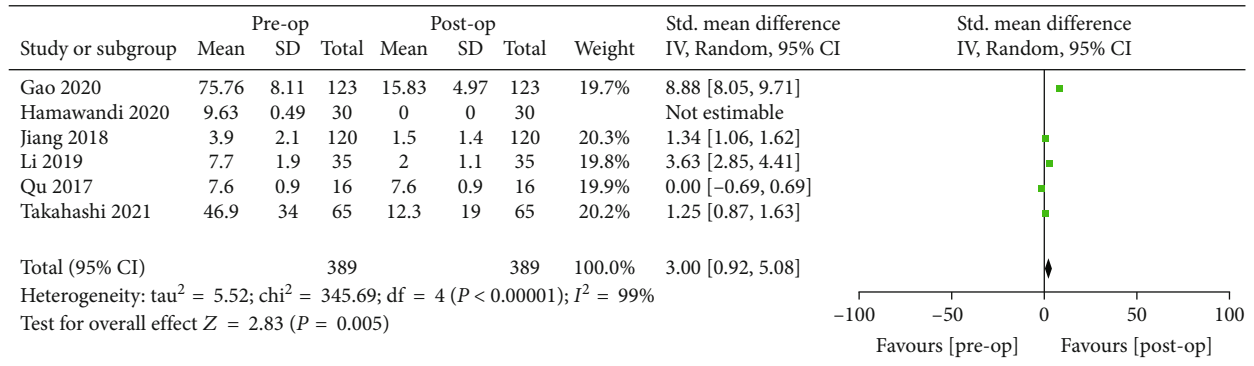 Pre-op Post-op Std. mean difference Std. mean difference
Study or subgroup Mean SD Total Mean SD Total Weight IV, Random, 95% CI IV, Random, 95% CI
Gao 2020 75.76 8.11 123 15.83 4.97 123 19.7% 8.88 [8.05, 9.71]
Hamawandi 2020 9.63 0.49 30 0 0 30 Not estimable
Jiang 2018 3.9 2.1 120 1.5 1.4 120 20.3% 1.34 [1.06, 1.62]
Li 2019 7.7 1.9 35 2 1.1 35 19.8% 3.63 [2.85, 4.41]
Qu 2017 7.6 0.9 16 7.6 0.9 16 19.9% 0.00 [–0.69, 0.69]
Takahashi 2021 46.9 34 65 12.3 19 65 20.2% 1.25 [0.87, 1.63]
Total (95% CI) 389 389 100.0% 3.00 [0.92, 5.08]
Heterogeneity: tau² = 5.52; chi² = 345.69; df = 4 (P < 0.00001); I² = 99%
Test for overall effect Z = 2.83 (P = 0.005)
–100 –50 0 50 100
Favours [pre-op] Favours [post-op]